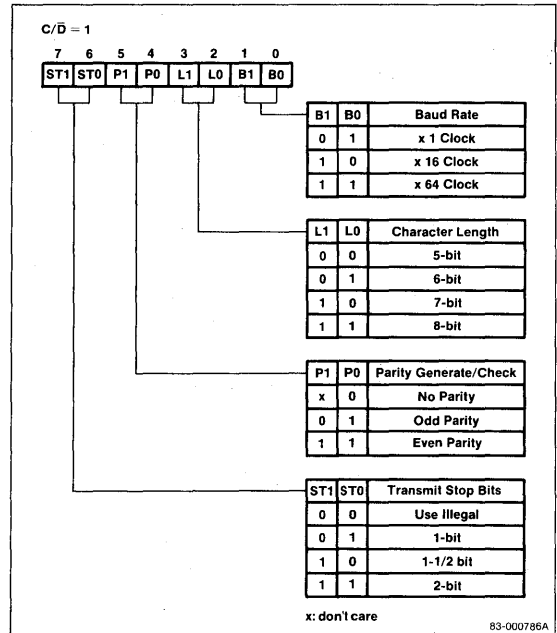 C/D̅ = 1
7 6 5 4 3 2 1 0
ST1 ST0 P1 P0 L1 L0 B1 B0
B1 B0 Baud Rate
0 1 x 1 Clock
1 0 x 16 Clock
1 1 x 64 Clock
L1 L0 Character Length
0 0 5-bit
0 1 6-bit
1 0 7-bit
1 1 8-bit
P1 P0 Parity Generate/Check
x 0 No Parity
0 1 Odd Parity
1 1 Even Parity
ST1 ST0 Transmit Stop Bits
0 0 Use Illegal
0 1 1-bit
1 0 1-1/2 bit
1 1 2-bit
x: don't care
83-000786A